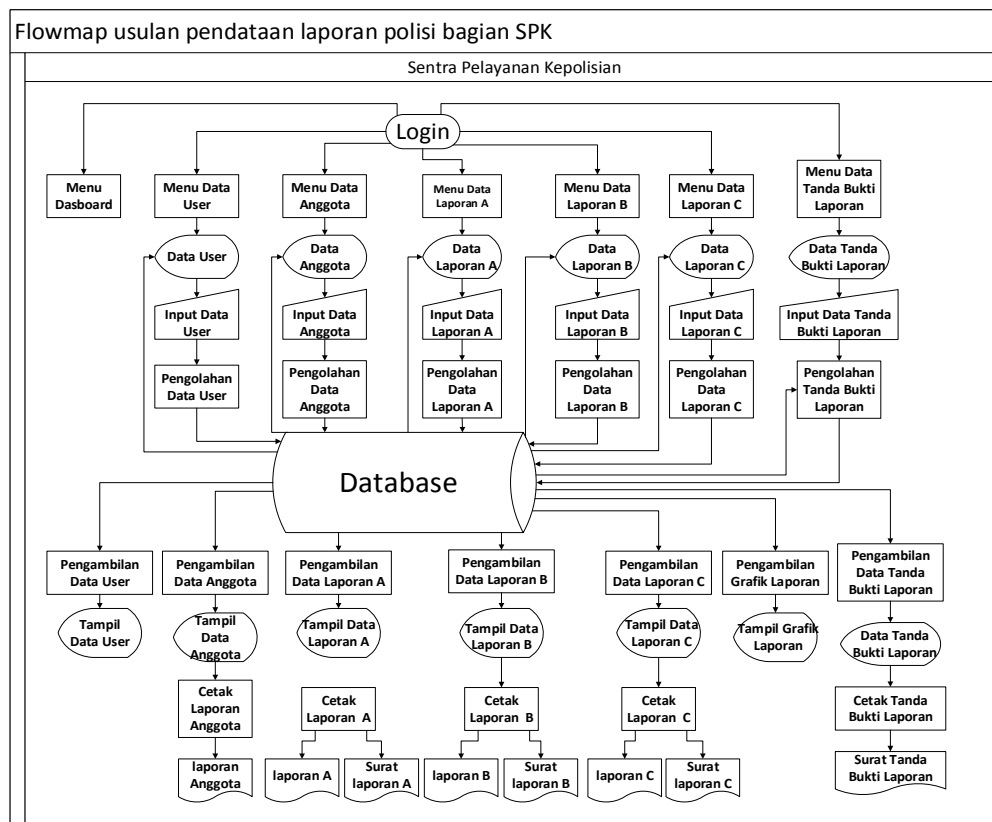 Flowmap usulan pendataan laporan polisi bagian SPK
Sentra Pelayanan Kepolisian
Login
Menu
Dasboard
Menu Data
User
Menu Data
Anggota
Menu Data
Laporan A
Menu Data
Laporan B
Menu Data
Laporan C
Menu Data
Tanda Bukti
Laporan
Data User
Data
Anggota
Data
Laporan A
Data
Laporan B
Data
Laporan C
Data Tanda
Bukti Laporan
Input Data
User
Input Data
Anggota
Input Data
Laporan A
Input Data
Laporan B
Input Data
Laporan C
Input Data Tanda
Bukti Laporan
Pengolahan
Data User
Pengolahan
Data
Anggota
Pengolahan
Data
Laporan A
Pengolahan
Data
Laporan B
Pengolahan
Data
Laporan C
Pengolahan
Tanda Bukti
Laporan
Database
Pengambilan
Data User
Pengambilan
Data Anggota
Pengambilan
Data Laporan A
Pengambilan
Data Laporan B
Pengambilan
Data Laporan C
Pengambilan
Grafik Laporan
Pengambilan
Data Tanda
Bukti Laporan
Tampil
Data User
Tampil
Data
Anggota
Tampil Data
Laporan A
Tampil Data
Laporan B
Tampil Data
Laporan C
Tampil Grafik
Laporan
Data Tanda
Bukti Laporan
Cetak
Laporan
Anggota
Cetak
Laporan A
Cetak
Laporan B
Cetak
Laporan C
Cetak Tanda
Bukti Laporan
laporan
Anggota
laporan A
Surat
laporan A
laporan B
Surat
laporan B
laporan C
Surat
laporan C
Surat Tanda
Bukti Laporan